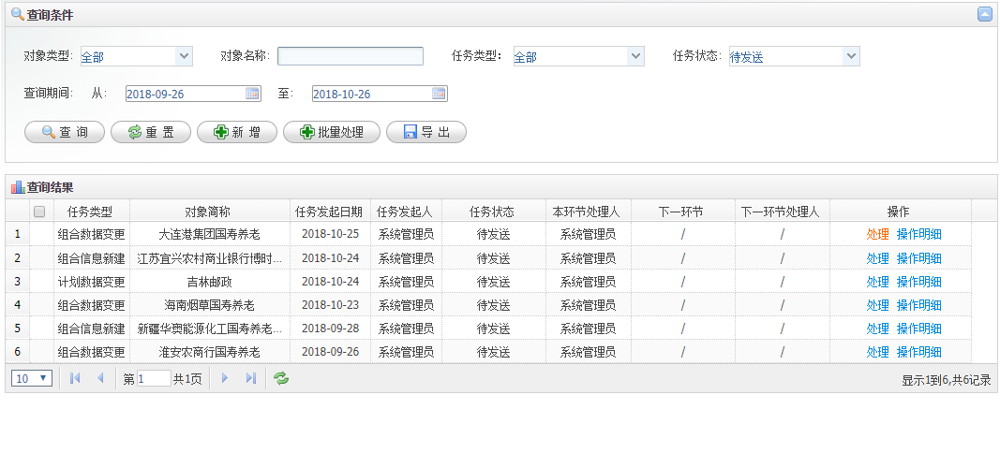 查询条件
对象类型: 全部 对象名称: 任务类型: 全部 任务状态: 待发送
查询期间: 从: 2018-09-26 至: 2018-10-26
查 询 重 置 新 增 批量处理 导 出
查询结果
任务类型 对象简称 任务发起日期 任务发起人 任务状态 本环节处理人 下一环节 下一环节处理人 操作
1 组合数据变更 大连港集团国寿养老 2018-10-25 系统管理员 待发送 系统管理员 / / 处理 操作明细
2 组合信息新建 江苏宜兴农村商业银行博时... 2018-10-24 系统管理员 待发送 系统管理员 / / 处理 操作明细
3 计划数据变更 吉林邮政 2018-10-24 系统管理员 待发送 系统管理员 / / 处理 操作明细
4 组合数据变更 海南烟草国寿养老 2018-10-23 系统管理员 待发送 系统管理员 / / 处理 操作明细
5 组合信息新建 新疆华澳能源化工国寿养老... 2018-09-28 系统管理员 待发送 系统管理员 / / 处理 操作明细
6 组合数据变更 淮安农商行国寿养老 2018-09-26 系统管理员 待发送 系统管理员 / / 处理 操作明细
10 第 1 共1页 显示1到6,共6记录